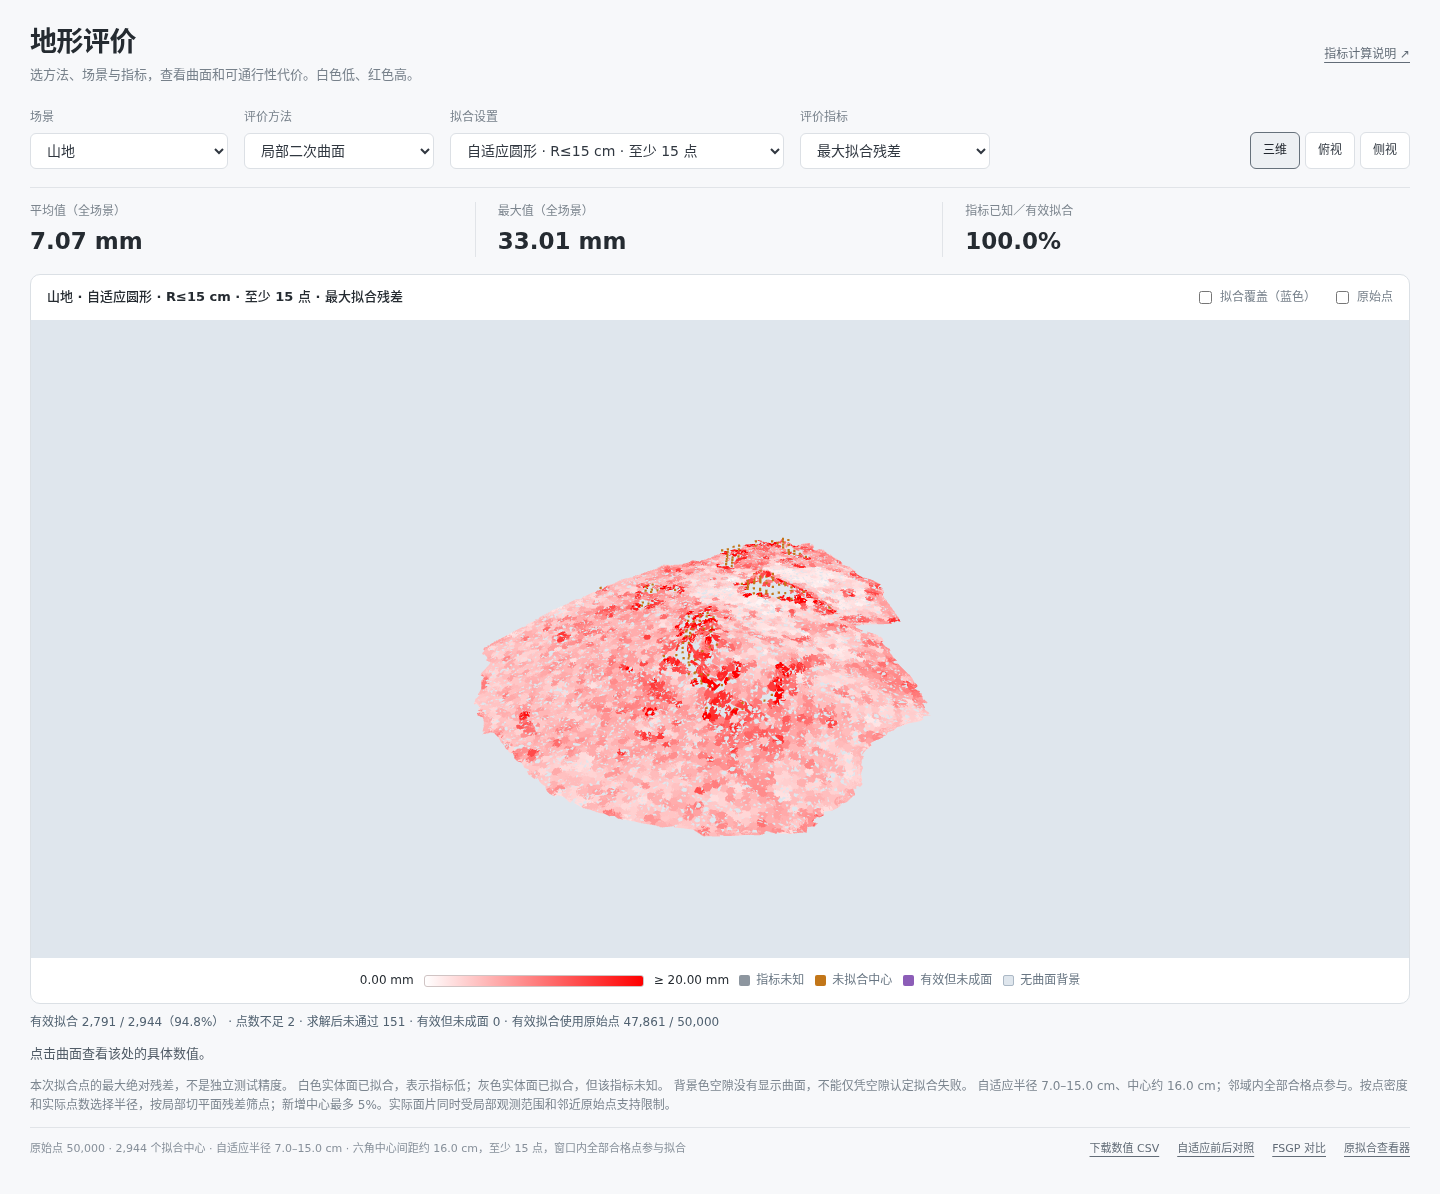 地形评价
指标计算说明 ↗
选方法、场景与指标，查看曲面和可通行性代价。白色低、红色高。
场景
评价方法
拟合设置
评价指标
山地
局部二次曲面
自适应圆形 · R≤15 cm · 至少 15 点
最大拟合残差
三维
俯视
侧视
平均值（全场景）
最大值（全场景）
指标已知／有效拟合
7.07 mm
33.01 mm
100.0%
山地 · 自适应圆形 · R≤15 cm · 至少 15 点 · 最大拟合残差
拟合覆盖（蓝色）
原始点
0.00 mm
≥ 20.00 mm
指标未知
未拟合中心
有效但未成面
无曲面背景
有效拟合 2,791 / 2,944（94.8%） · 点数不足 2 · 求解后未通过 151 · 有效但未成面 0 · 有效拟合使用原始点 47,861 / 50,000
点击曲面查看该处的具体数值。
本次拟合点的最大绝对残差，不是独立测试精度。 白色实体面已拟合，表示指标低；灰色实体面已拟合，但该指标未知。 背景色空隙没有显示曲面，不能仅凭空隙认定拟合失败。 自适应半径 7.0–15.0 cm、中心约 16.0 cm；邻域内全部合格点参与。按点密度
和实际点数选择半径，按局部切平面残差筛点；新增中心最多 5%。实际面片同时受局部观测范围和邻近原始点支持限制。
原始点 50,000 · 2,944 个拟合中心 · 自适应半径 7.0–15.0 cm · 六角中心间距约 16.0 cm，至少 15 点，窗口内全部合格点参与拟合
下载数值 CSV
自适应前后对照
FSGP 对比
原拟合查看器